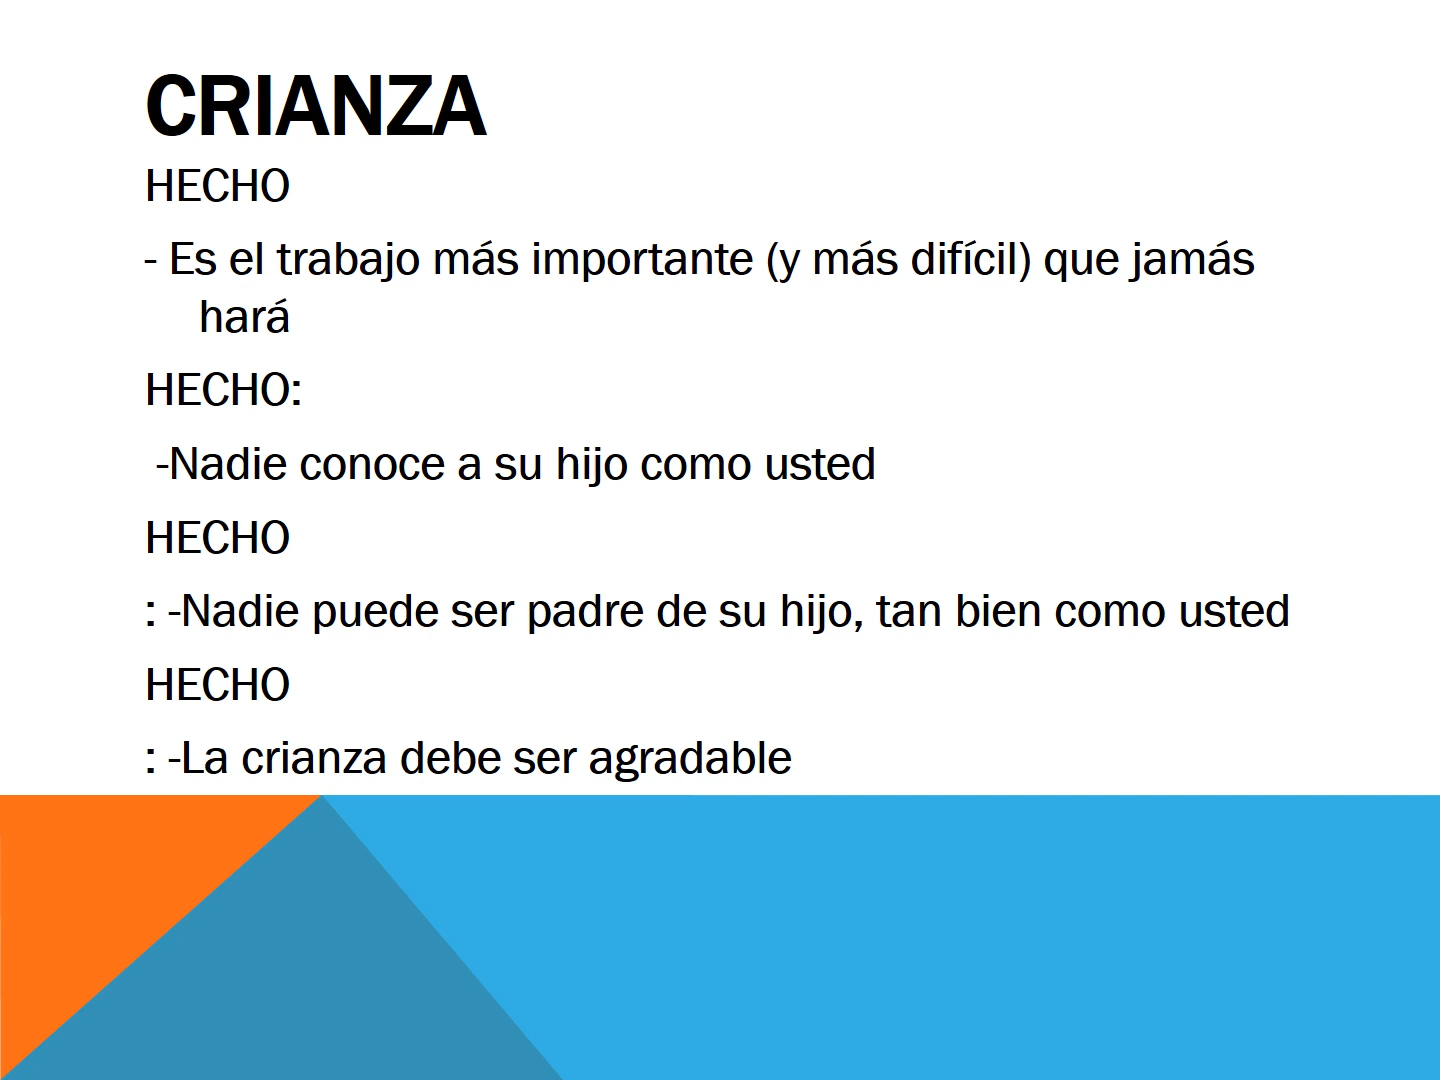 CRIANZA
HECHO
- Es el trabajo más importante (y más difícil) que jamás
hará
HECHO:
-Nadie conoce a su hijo como usted
HECHO
: -Nadie puede ser padre de su hijo, tan bien como usted
HECHO
: -La crianza debe ser agradable